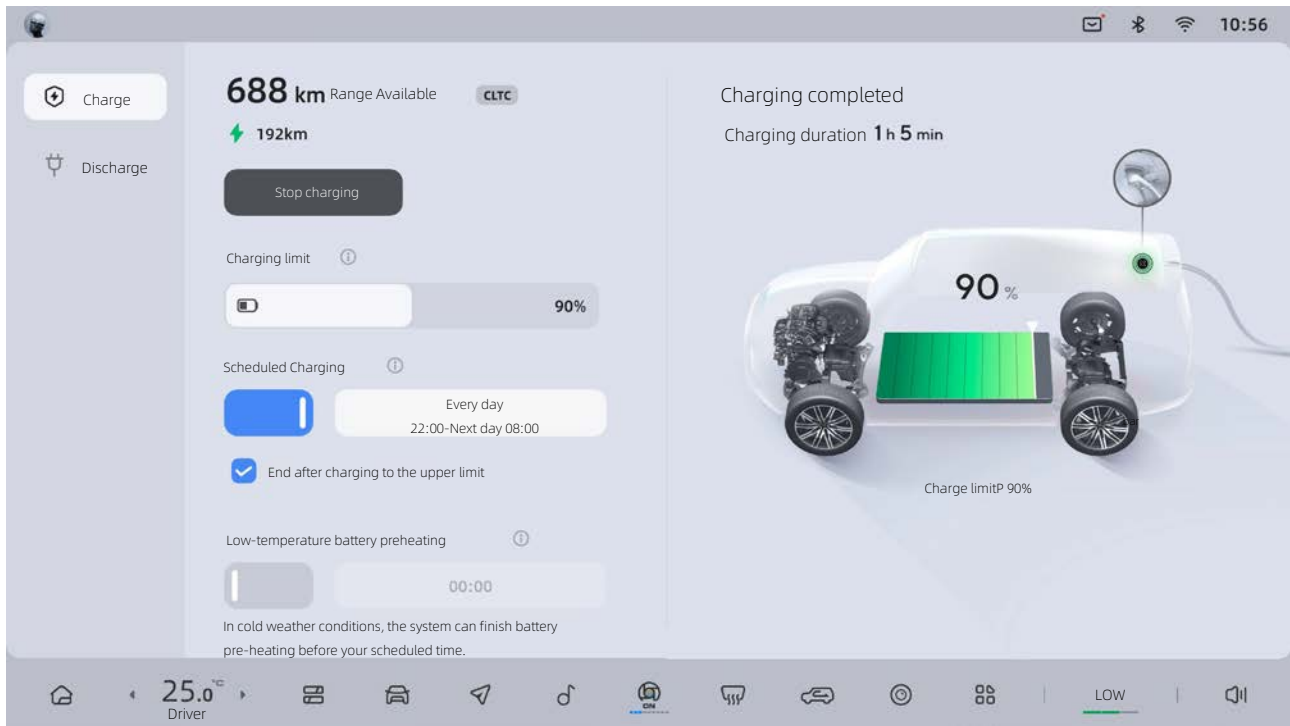 10:56
Charge
Discharge
688 km Range Available CLTC
192km
Stop charging
Charging limit
90%
Scheduled Charging
Every day
22:00-Next day 08:00
End after charging to the upper limit
Low-temperature battery preheating
00:00
In cold weather conditions, the system can finish battery
pre-heating before your scheduled time.
Charging completed
Charging duration 1 h 5 min
90 %
Charge limitP 90%
25.0 °C
Driver
ON
LOW